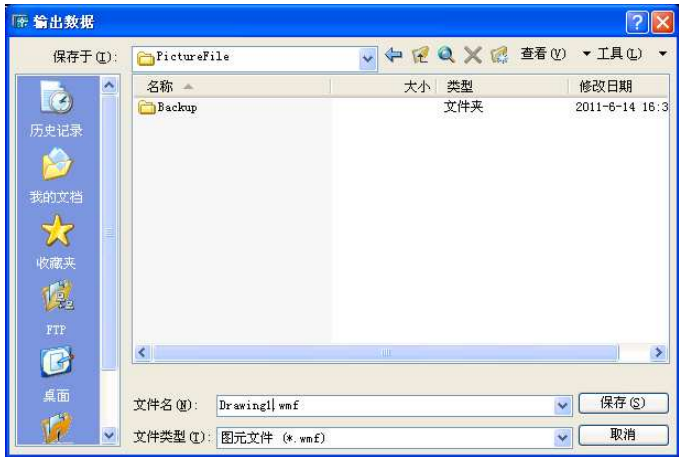 输出数据
保存于(I):
PictureFile
查看(V)
工具(L)
名称
大小
类型
修改日期
Backup
文件夹
2011-6-14 16:3
历史记录
我的文档
收藏夹
FTP
桌面
文件名(N):
Drawing1.wmf
保存(S)
文件类型(T):
图元文件 (*.wmf)
取消